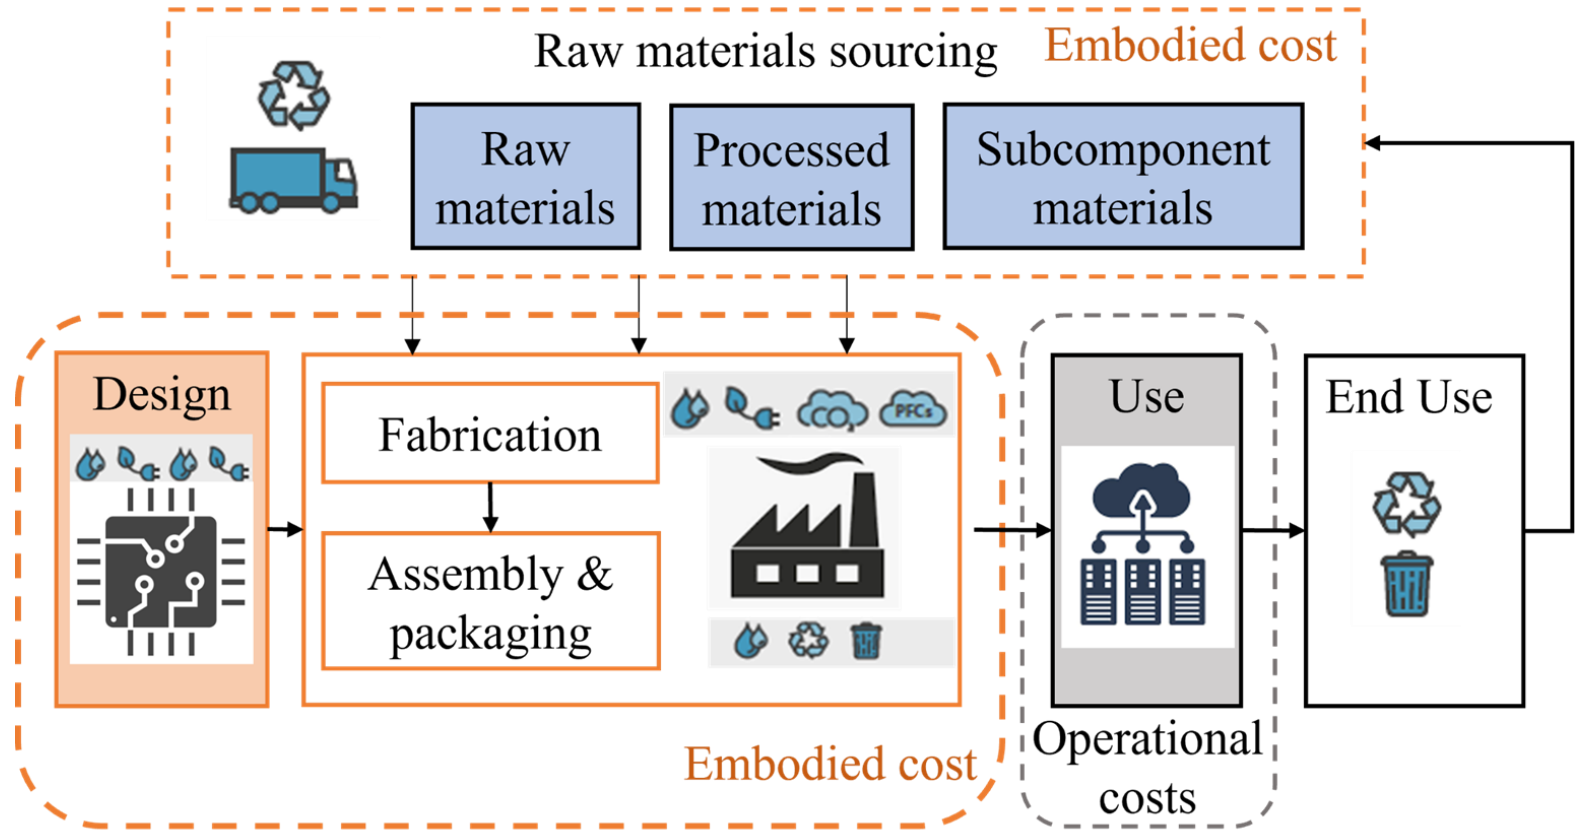 Raw materials sourcing
Embodied cost
Raw
materials
Processed
materials
Subcomponent
materials
Design
Fabrication
Assembly &
packaging
CO2
PFCs
Embodied cost
Use
Operational
costs
End Use